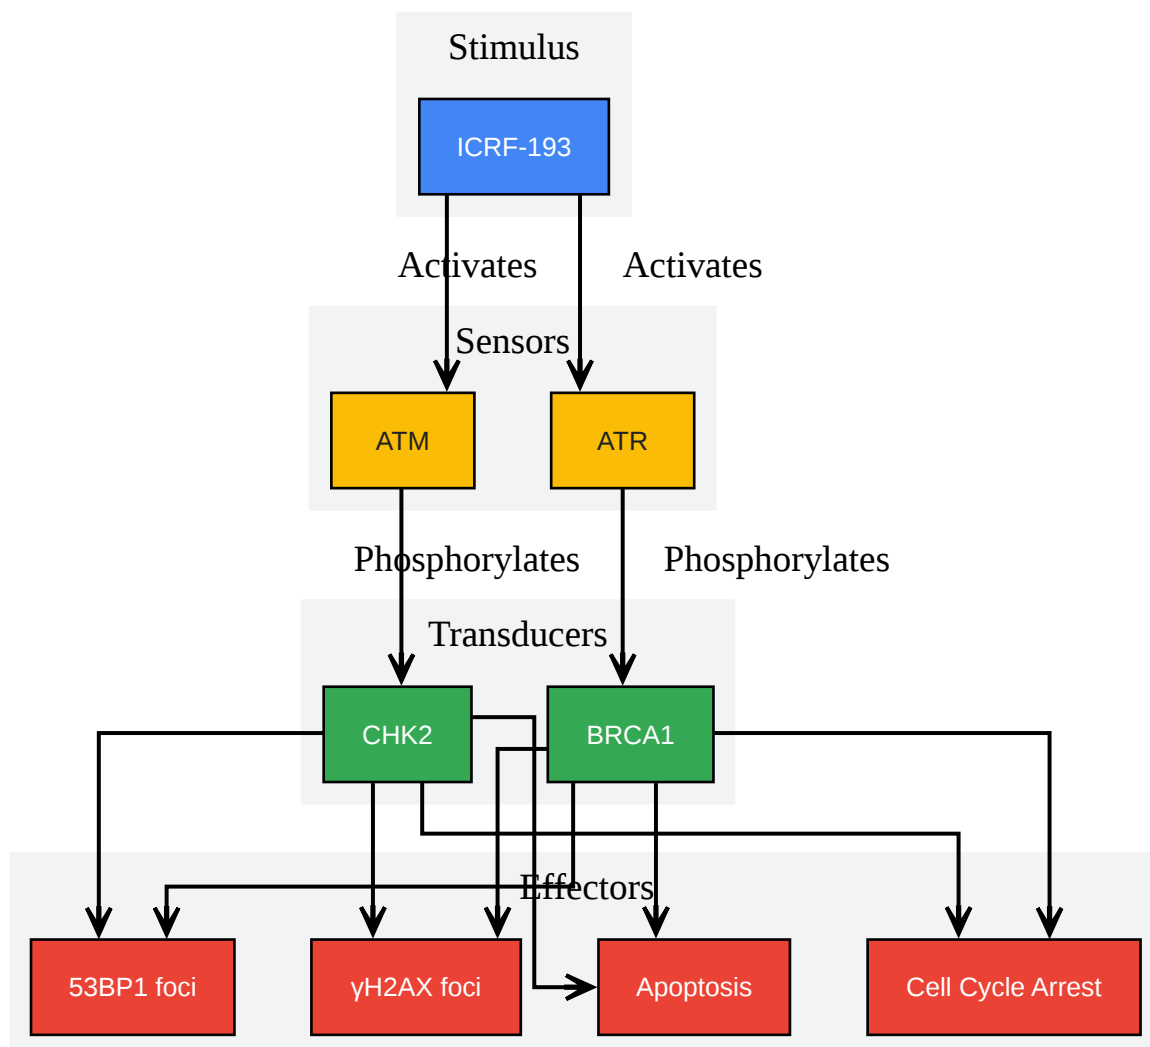 Stimulus
ICRF-193
Activates
Activates
Sensors
ATM
ATR
Phosphorylates
Phosphorylates
Transducers
CHK2
BRCA1
Effectors
53BP1 foci
γH2AX foci
Apoptosis
Cell Cycle Arrest